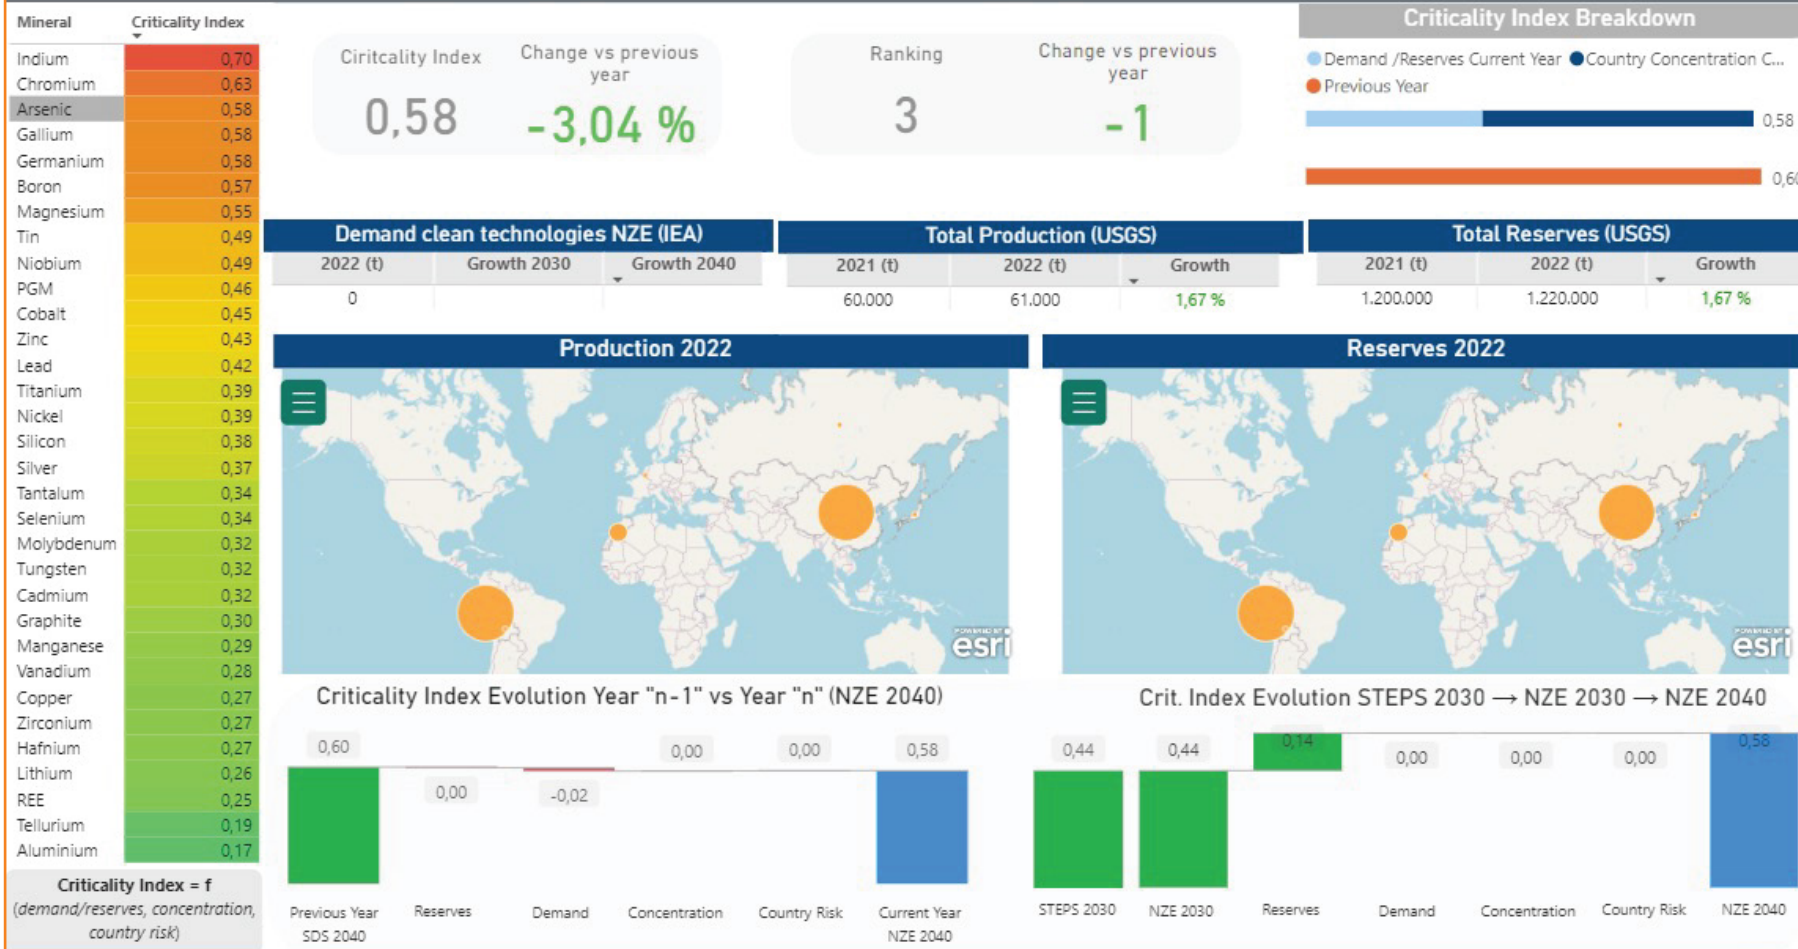 Mineral Criticality Index
Indium 0,70
Chromium 0,63
Arsenic 0,58
Gallium 0,58
Germanium 0,58
Boron 0,57
Magnesium 0,55
Tin 0,49
Niobium 0,49
PGM 0,46
Cobalt 0,45
Zinc 0,43
Lead 0,42
Titanium 0,39
Nickel 0,39
Silicon 0,38
Silver 0,37
Tantalum 0,34
Selenium 0,34
Molybdenum 0,32
Tungsten 0,32
Cadmium 0,32
Graphite 0,30
Manganese 0,29
Vanadium 0,28
Copper 0,27
Zirconium 0,27
Hafnium 0,27
Lithium 0,26
REE 0,25
Tellurium 0,19
Aluminium 0,17
Criticality Index = f
(demand/reserves, concentration,
country risk)
Ciritcality Index
0,58
Change vs previous
year
-3,04 %
Ranking
3
Change vs previous
year
-1
Criticality Index Breakdown
Demand /Reserves Current Year Country Concentration C...
Previous Year
0,58
0,60
Demand clean technologies NZE (IEA)
2022 (t) Growth 2030 Growth 2040
0
Total Production (USGS)
2021 (t) 2022 (t) Growth
60.000 61.000 1,67 %
Total Reserves (USGS)
2021 (t) 2022 (t) Growth
1.200.000 1.220.000 1,67 %
Production 2022
POWERED BY
esri
Reserves 2022
POWERED BY
esri
Criticality Index Evolution Year "n-1" vs Year "n" (NZE 2040)
0,60 0,00 -0,02 0,00 0,00 0,58
Previous Year Reserves Demand Concentration Country Risk Current Year
SDS 2040 NZE 2040
Crit. Index Evolution STEPS 2030 → NZE 2030 → NZE 2040
0,44 0,44 0,14 0,00 0,00 0,00 0,58
STEPS 2030 NZE 2030 Reserves Demand Concentration Country Risk NZE 2040